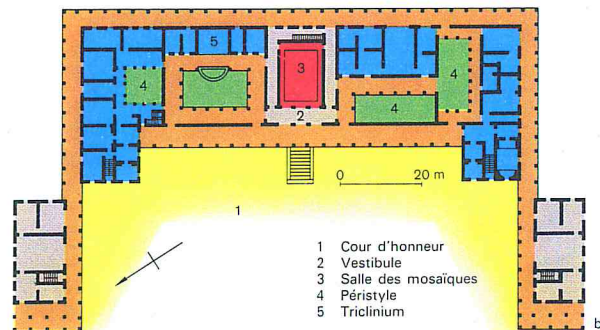 5
4
3
4
4
2
0 20 m
1
1 Cour d'honneur
2 Vestibule
3 Salle des mosaïques
4 Péristyle
5 Triclinium
b